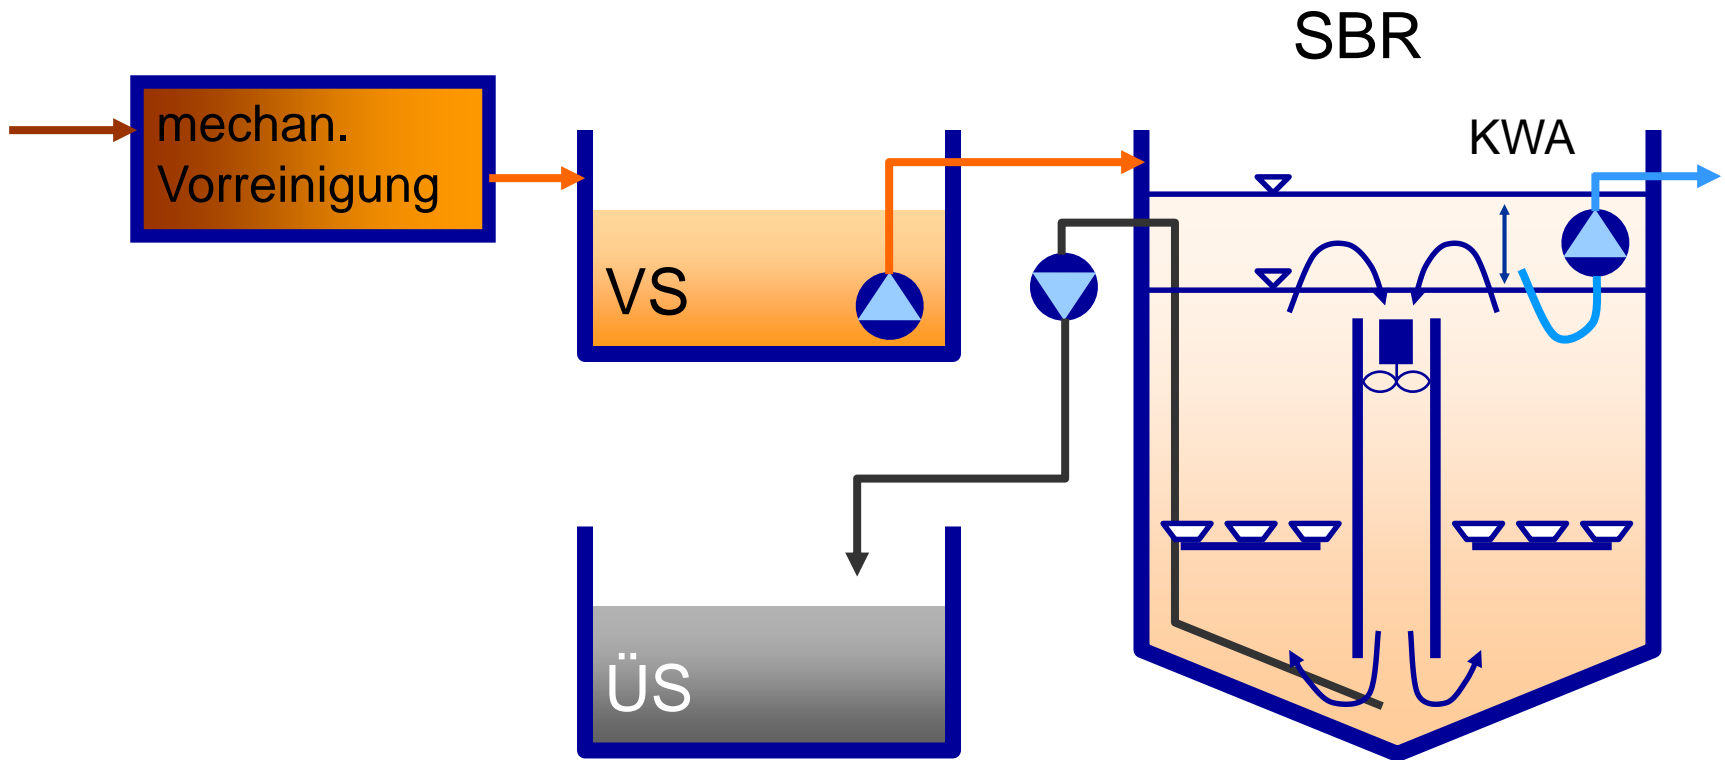 SBR
mechan.
Vorreinigung
KWA
VS
ÜS